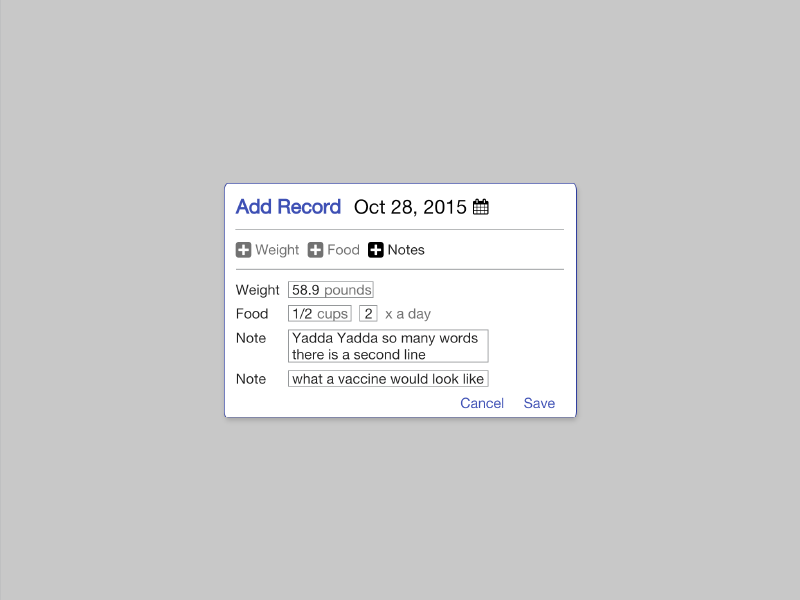 Add Record Oct 28, 2015
Weight Food Notes
Weight 58.9 pounds
Food 1/2 cups 2 x a day
Note Yadda Yadda so many words
there is a second line
Note what a vaccine would look like
Cancel Save